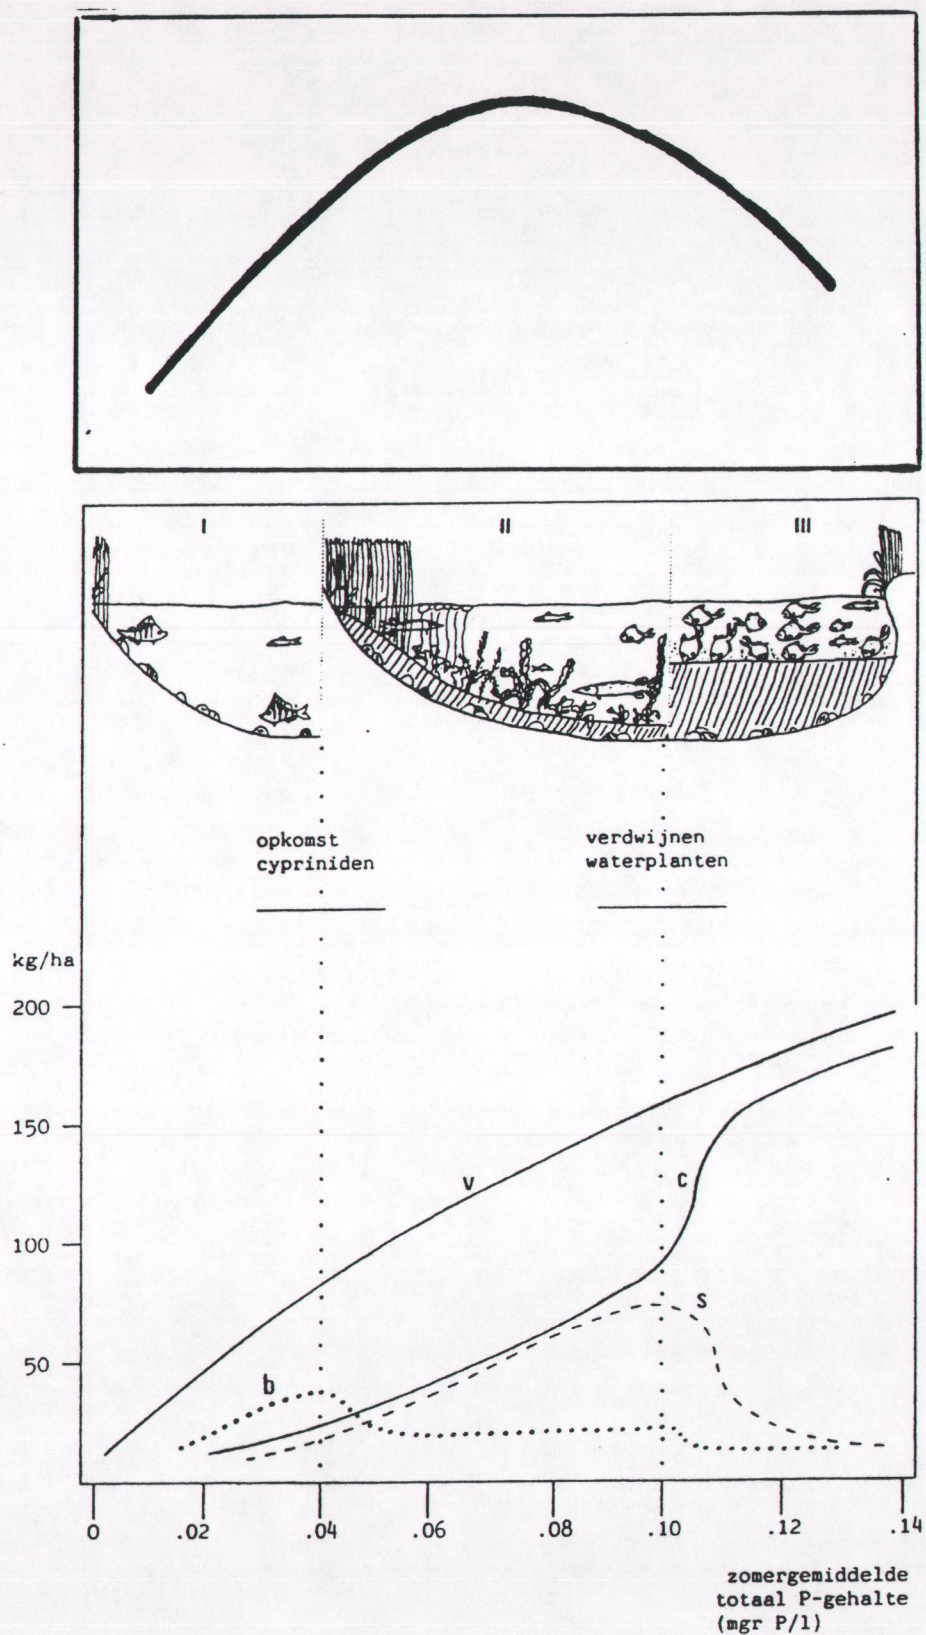 I II III
opkomst
cypriniden
verdwijnen
waterplanten
kg/ha
200
150
100
50
v
c
s
b
0 .02 .04 .06 .08 .10 .12 .14
zomergemiddelde
totaal P-gehalte
(mgr P/l)